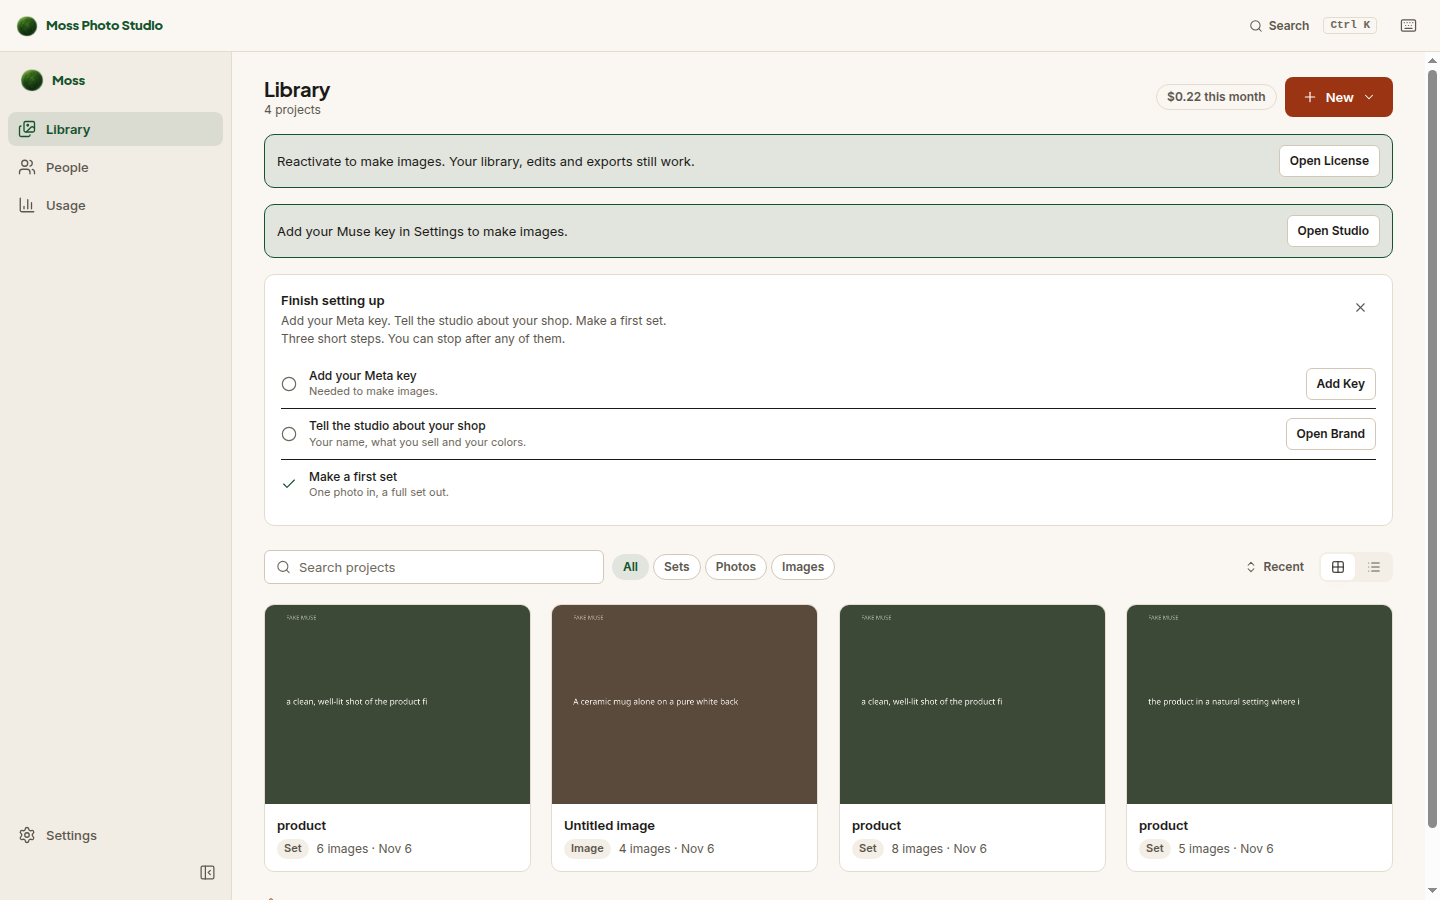 Moss Photo Studio
Search
Ctrl K
Moss
Library
People
Usage
Settings
Library
4 projects
$0.22 this month
New
Reactivate to make images. Your library, edits and exports still work.
Open License
Add your Muse key in Settings to make images.
Open Studio
Finish setting up
Add your Meta key. Tell the studio about your shop. Make a first set.
Three short steps. You can stop after any of them.
Add your Meta key
Needed to make images.
Add Key
Tell the studio about your shop
Your name, what you sell and your colors.
Open Brand
Make a first set
One photo in, a full set out.
Search projects
All
Sets
Photos
Images
Recent
FAKE MUSE
a clean, well-lit shot of the product fi
product
Set
6 images · Nov 6
FAKE MUSE
A ceramic mug alone on a pure white back
Untitled image
Image
4 images · Nov 6
FAKE MUSE
a clean, well-lit shot of the product fi
product
Set
8 images · Nov 6
FAKE MUSE
the product in a natural setting where i
product
Set
5 images · Nov 6